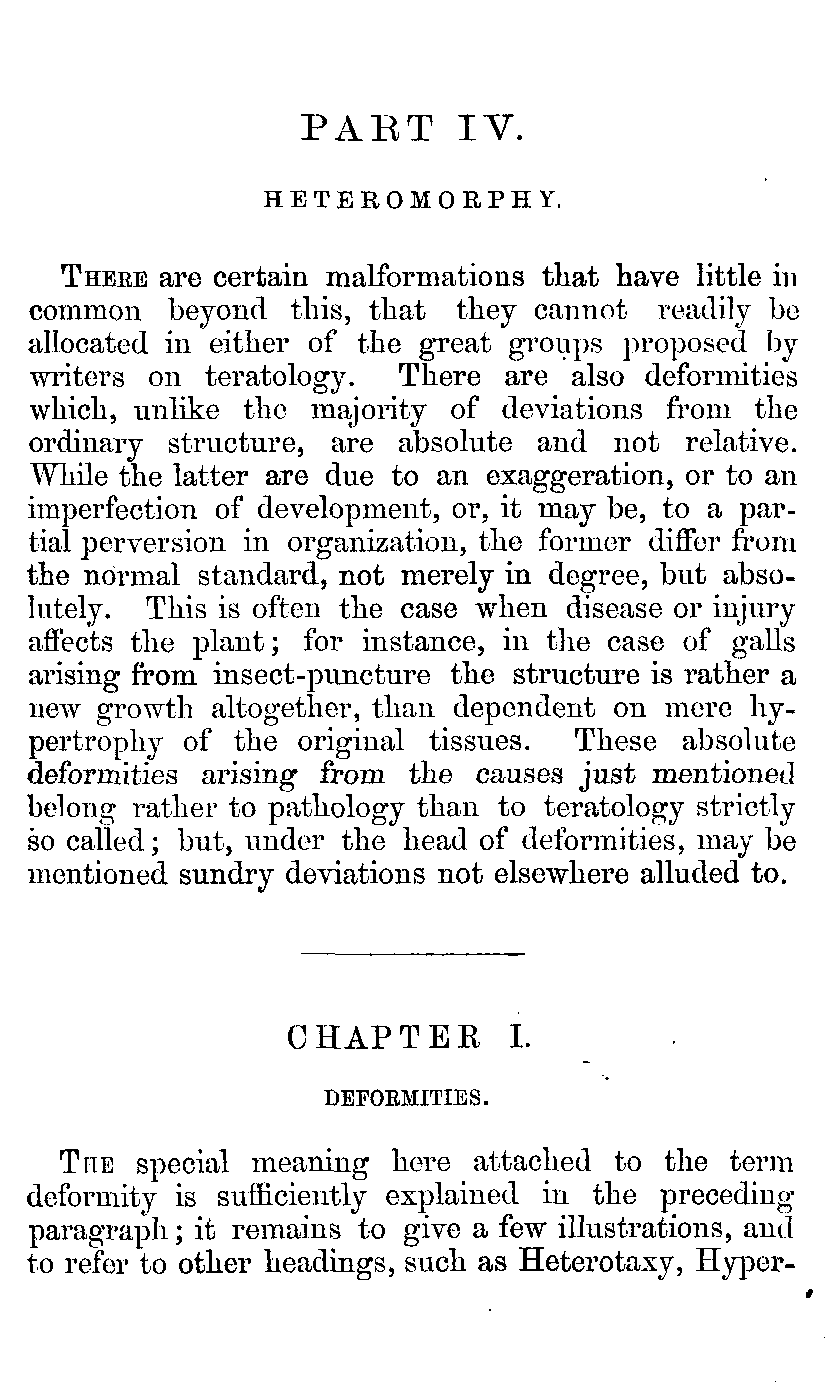 PART IV.
HETEROMORPHY.
THERE are certain malformations that have little in
common beyond this, that they cannot readily be
allocated in either of the great groups proposed by
writers on teratology. There are also deformities
which, unlike the majority of deviations from the
ordinary structure, are absolute and not relative.
While the latter are due to an exaggeration, or to an
imperfection of development, or, it may be, to a par-
tial perversion in organization, the former differ from
the normal standard, not merely in degree, but abso-
lutely. This is often the case when disease or injury
affects the plant; for instance, in the case of galls
arising from insect-puncture the structure is rather a
new growth altogether, than dependent on mere hy-
pertrophy of the original tissues. These absolute
deformities arising from the causes just mentioned
belong rather to pathology than to teratology strictly
so called; but, under the head of deformities, may be
mentioned sundry deviations not elsewhere alluded to.
CHAPTER I.
DEFORMITIES.
THE special meaning here attached to the term
deformity is sufficiently explained in the preceding
paragraph; it remains to give a few illustrations, and
to refer to other headings, such as Heterotaxy, Hyper-